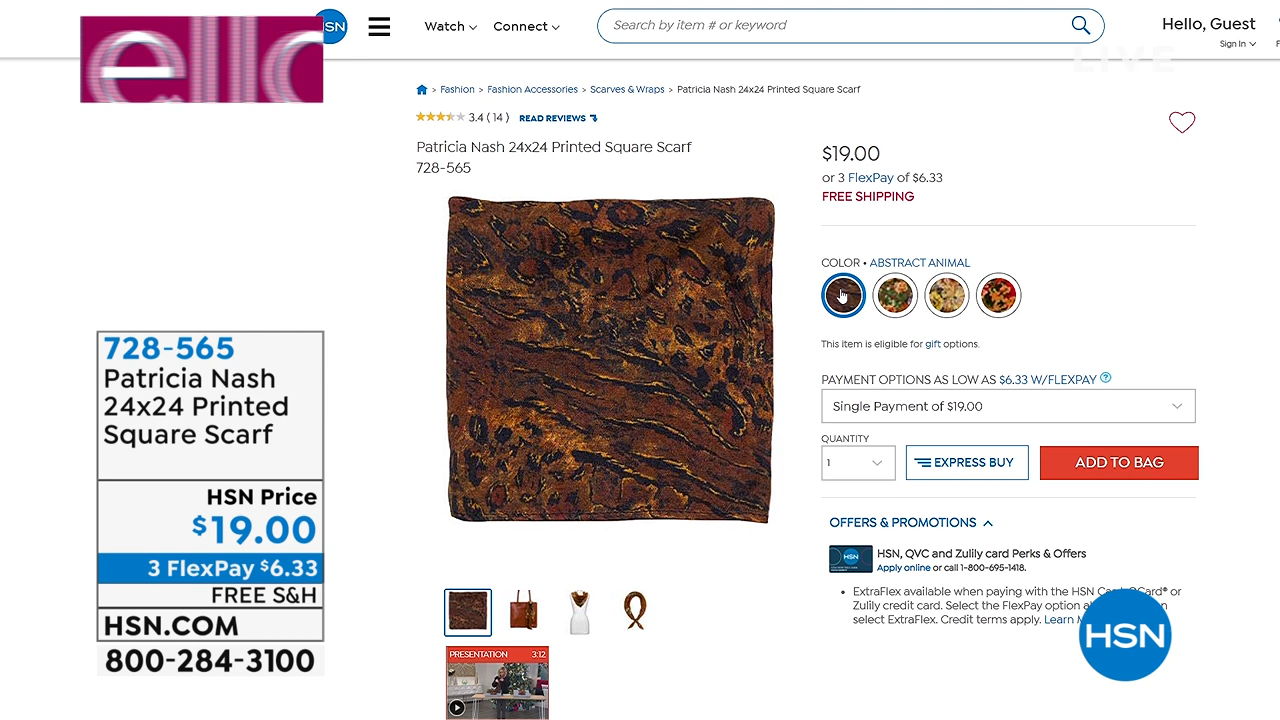 HSN
Watch
Connect
Search by item # or keyword
Hello, Guest
Sign In
LIVE
> Fashion > Fashion Accessories > Scarves & Wraps > Patricia Nash 24x24 Printed Square Scarf
3.4 ( 14 ) READ REVIEWS
Patricia Nash 24x24 Printed Square Scarf
728-565
$19.00
or 3 FlexPay of $6.33
FREE SHIPPING
COLOR • ABSTRACT ANIMAL
This item is eligible for gift options.
PAYMENT OPTIONS AS LOW AS $6.33 W/FLEXPAY ?
Single Payment of $19.00
QUANTITY
1
EXPRESS BUY
ADD TO BAG
OFFERS & PROMOTIONS
HSN
HSN, QVC and Zulily card Perks & Offers
Apply online or call 1-800-695-1418.
• ExtraFlex available when paying with the HSN Card® or
Zulily credit card. Select the FlexPay option
select ExtraFlex. Credit terms apply.
HSN
PRESENTATION 3:12
728-565
Patricia Nash
24x24 Printed
Square Scarf
HSN Price
$19.00
3 FlexPay $6.33
FREE S&H
HSN.COM
800-284-3100